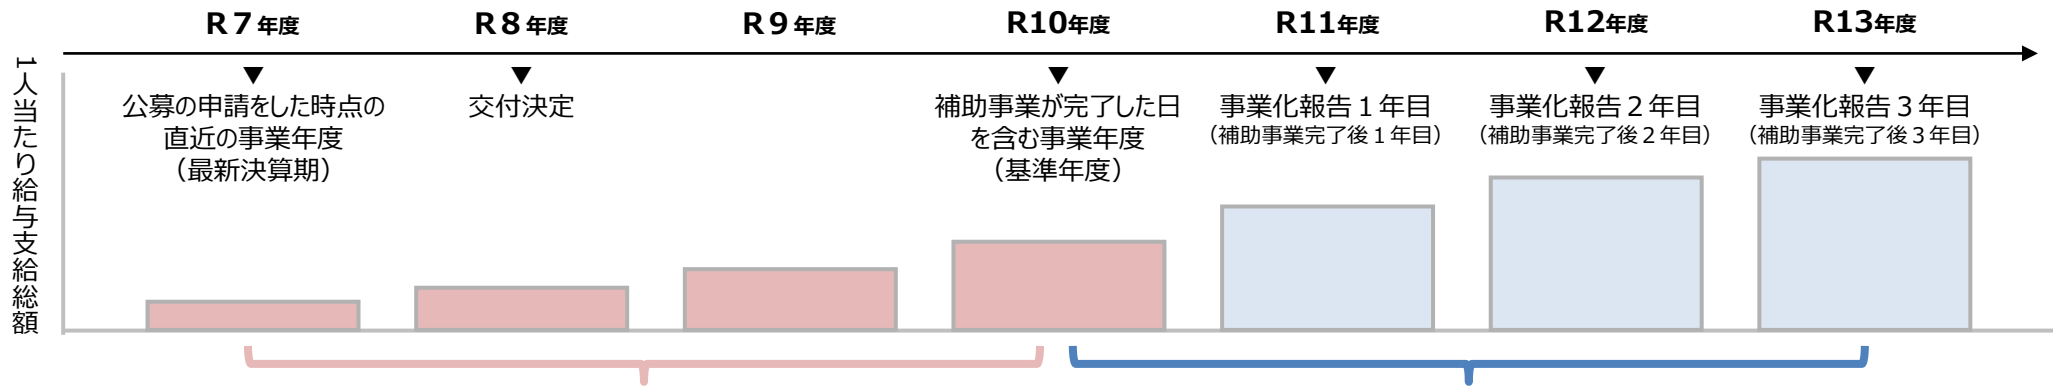 R７年度
R８年度
R９年度
R10年度
R11年度
R12年度
R13年度
1人当たり給与支給総額
▼
▼
▼
▼
▼
▼
公募の申請をした時点の
直近の事業年度
（最新決算期）
交付決定
補助事業が完了した日
を含む事業年度
（基準年度）
事業化報告１年目
（補助事業完了後１年目）
事業化報告２年目
（補助事業完了後２年目）
事業化報告３年目
（補助事業完了後３年目）